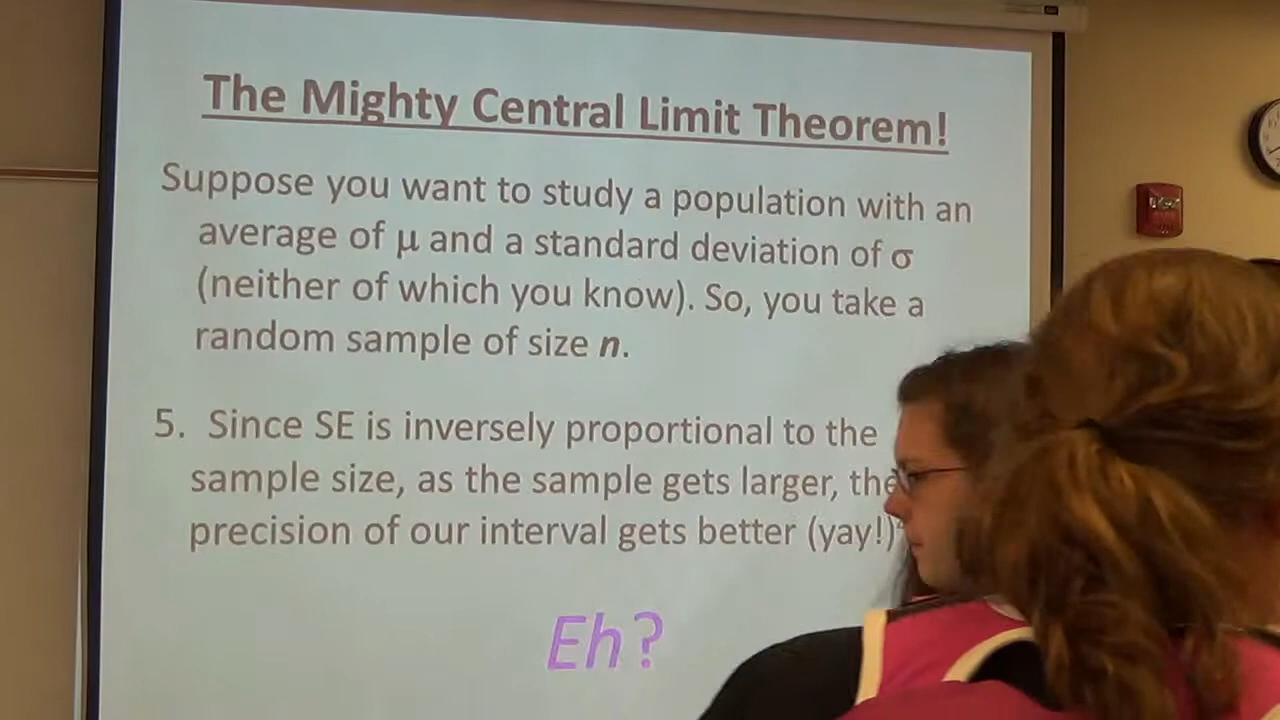 The Mighty Central Limit Theorem!
Suppose you want to study a population with an
average of μ and a standard deviation of σ
(neither of which you know). So, you take a
random sample of size n.
5. Since SE is inversely proportional to the
sample size, as the sample gets larger, the
precision of our interval gets better (yay!)
Eh?